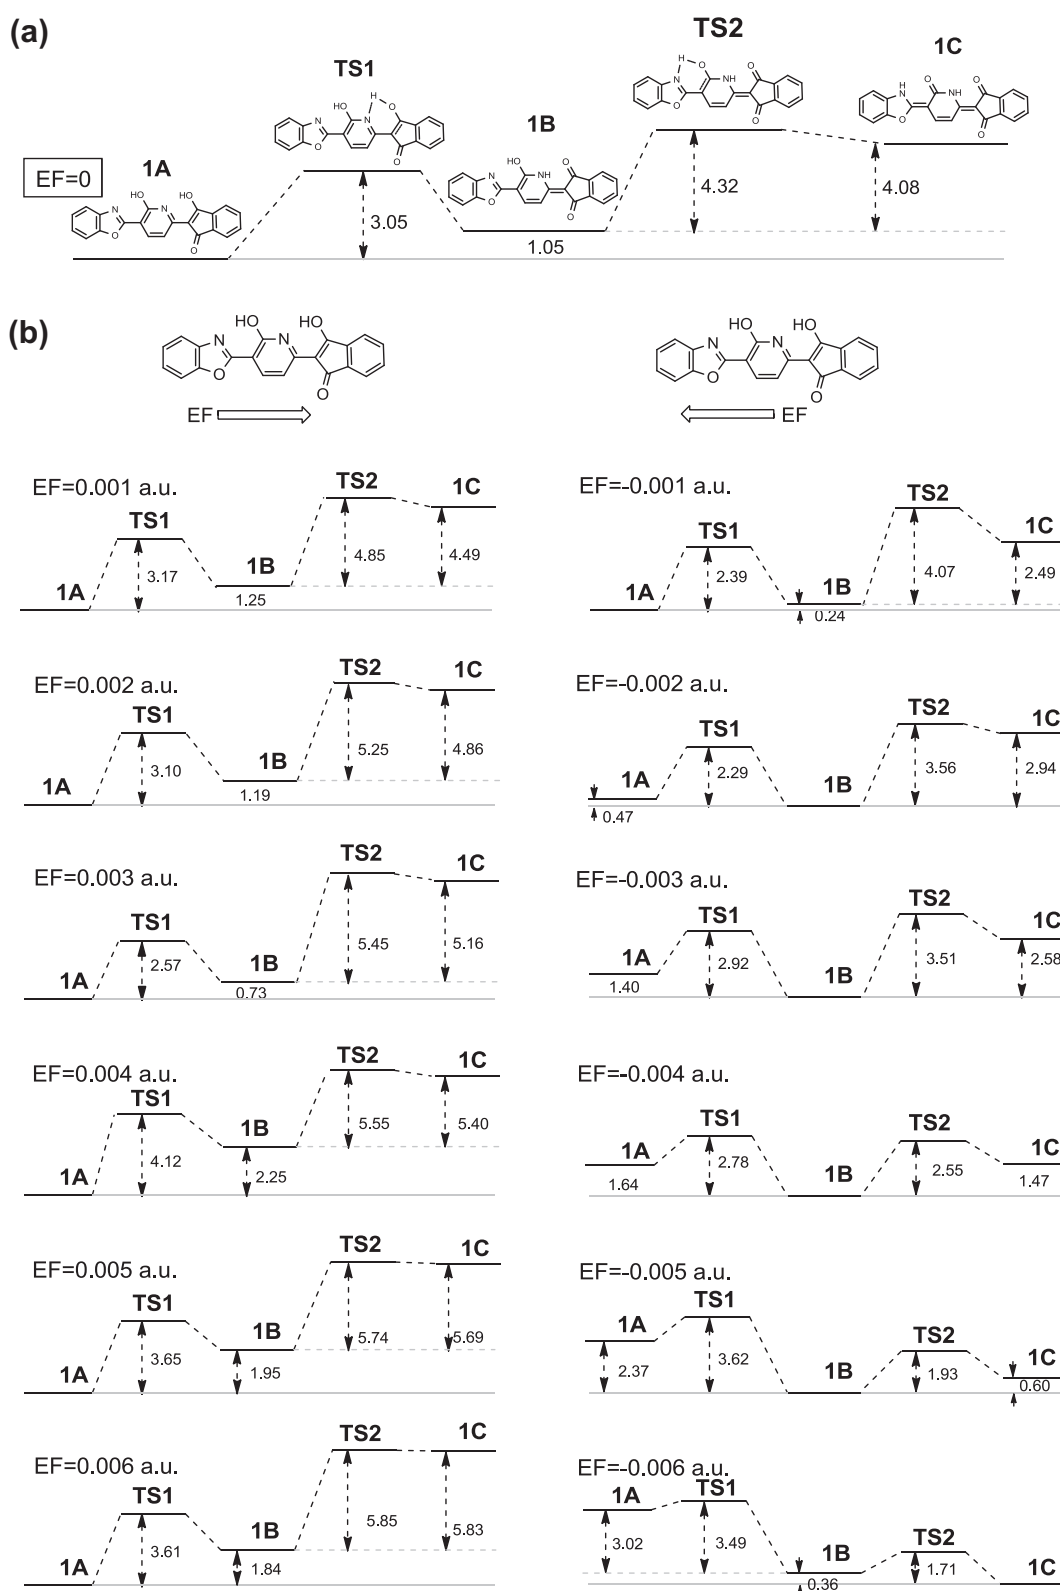 (a)
TS2
1C
TS1
1B
EF=0
1A
3.05
1.05
4.32
4.08
HO
N
O
HO
O
HO
N
H
O
N
O
O
HO
NH
O
N
O
O
H
O
N
NH
O
O
O
H
N
O
NH
O
O
O
(b)
HO
N
HO
N
O
O
EF
HO
N
HO
N
O
O
EF
EF=0.001 a.u.
1A
TS1
3.17
1B
1.25
TS2
4.85
1C
4.49
EF=-0.001 a.u.
1A
TS1
2.39
1B
0.24
TS2
4.07
1C
2.49
EF=0.002 a.u.
1A
TS1
3.10
1B
1.19
TS2
5.25
1C
4.86
EF=-0.002 a.u.
1A
0.47
TS1
2.29
1B
TS2
3.56
1C
2.94
EF=0.003 a.u.
1A
TS1
2.57
1B
0.73
TS2
5.45
1C
5.16
EF=-0.003 a.u.
1A
1.40
TS1
2.92
1B
TS2
3.51
1C
2.58
EF=0.004 a.u.
1A
TS1
4.12
1B
2.25
TS2
5.55
1C
5.40
EF=-0.004 a.u.
1A
1.64
TS1
2.78
1B
TS2
2.55
1C
1.47
EF=0.005 a.u.
1A
TS1
3.65
1B
1.95
TS2
5.74
1C
5.69
EF=-0.005 a.u.
1A
2.37
TS1
3.62
1B
TS2
1.93
1C
0.60
EF=0.006 a.u.
1A
TS1
3.61
1B
1.84
TS2
5.85
1C
5.83
EF=-0.006 a.u.
1A
3.02
TS1
3.49
1B
0.36
TS2
1.71
1C